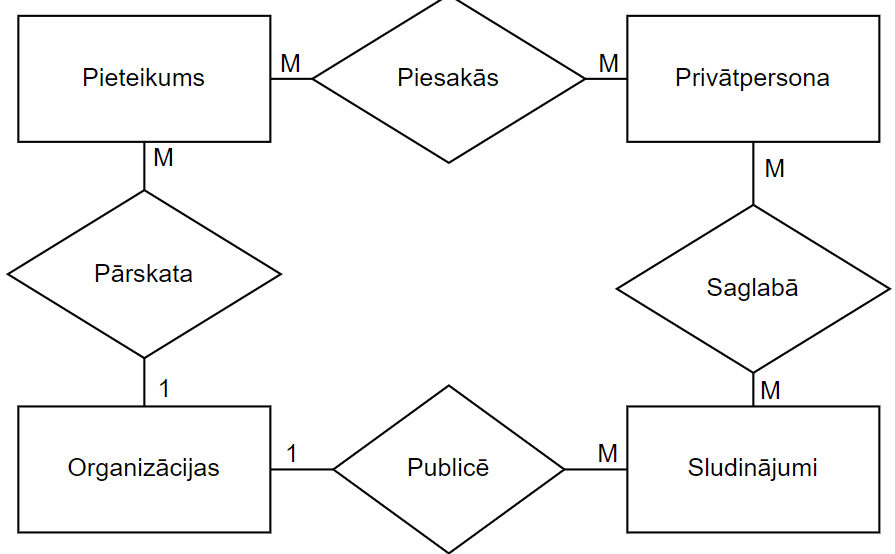 Pieteikums
M
Piesakās
M
Privātpersona
M
M
Pārskata
Saglabā
1
M
Organizācijas
1
Publicē
M
Sludinājumi